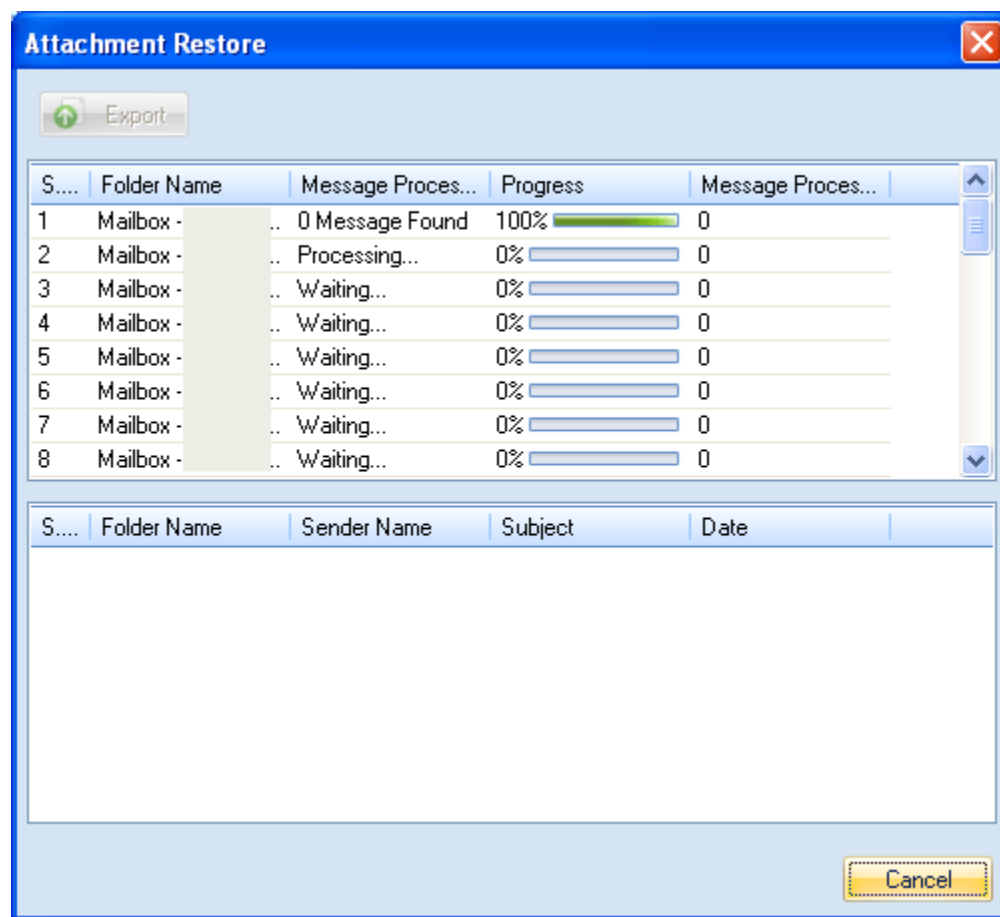 Attachment Restore
Export
S.... Folder Name Message Proces... Progress Message Proces...
1 Mailbox - .. 0 Message Found 100% 0
2 Mailbox - .. Processing... 0% 0
3 Mailbox - .. Waiting... 0% 0
4 Mailbox - .. Waiting... 0% 0
5 Mailbox - .. Waiting... 0% 0
6 Mailbox - .. Waiting... 0% 0
7 Mailbox - .. Waiting... 0% 0
8 Mailbox - .. Waiting... 0% 0
S.... Folder Name Sender Name Subject Date
Cancel